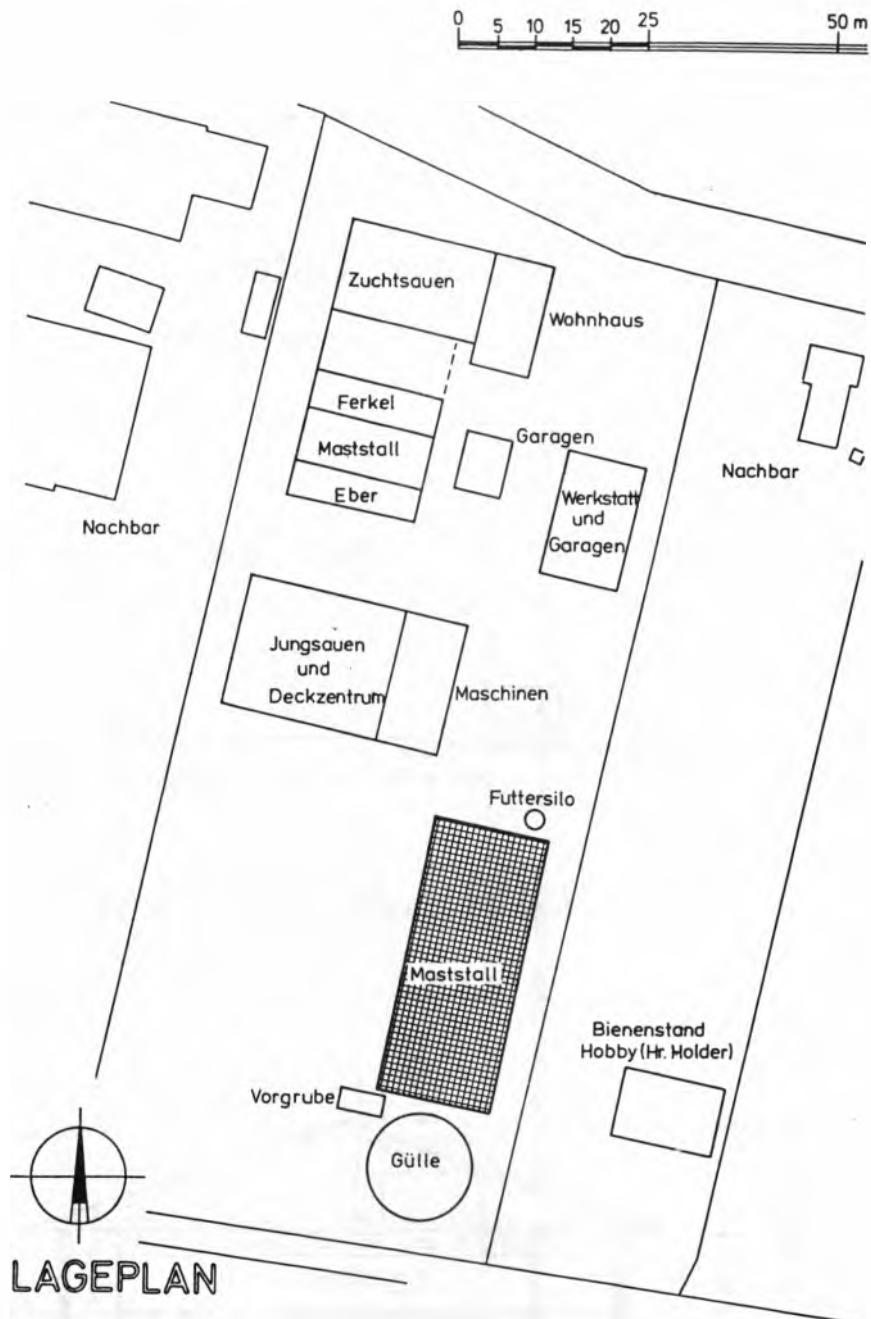 0 5 10 15 20 25 50 m
Zuchtsauen
Wohnhaus
Ferkel
Garagen
Maststall
Eber
Werkstatt
und
Garagen
Nachbar
Nachbar
Jungsauen
und
Deckzentrum
Maschinen
Futtersilo
Maststall
Bienenstand
Hobby (Hr. Holder)
Vorgrube
Gülle
LAGEPLAN